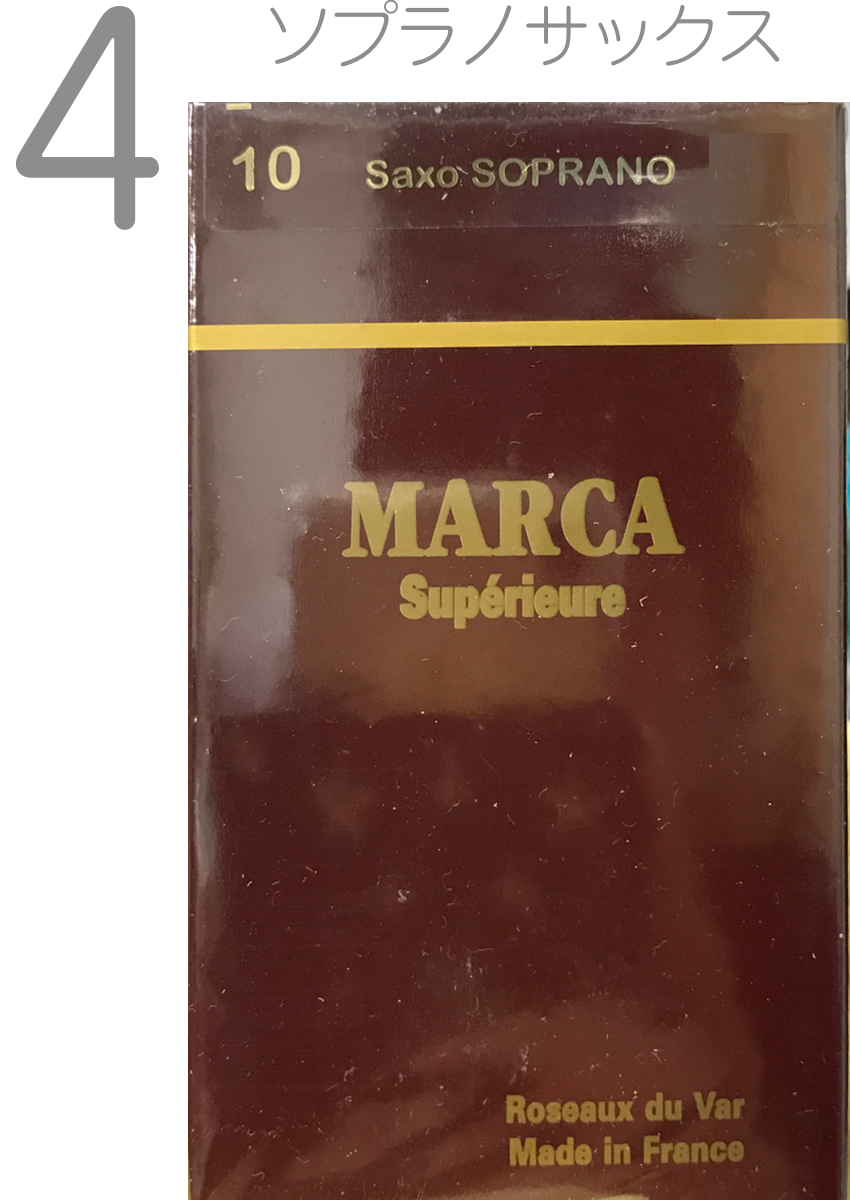 4
ソプラノサックス
10 Saxo SOPRANO
MARCA
Supérieure
Roseaux du Var
Made in France